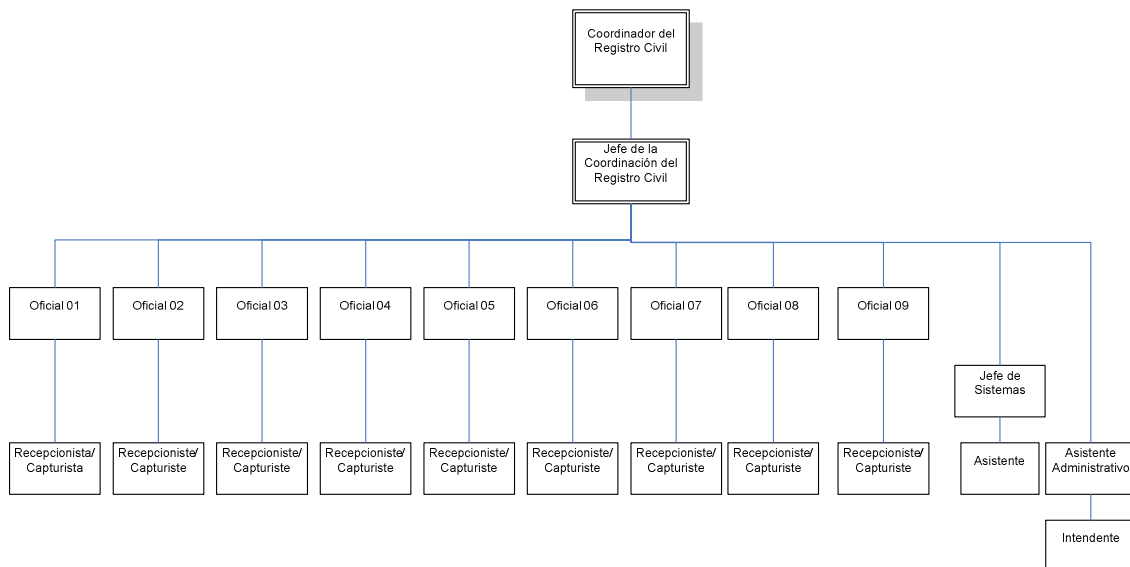 Coordinador del
Registro Civil
Jefe de la
Coordinación del
Registro Civil
Oficial 01
Oficial 02
Oficial 03
Oficial 04
Oficial 05
Oficial 06
Oficial 07
Oficial 08
Oficial 09
Jefe de
Sistemas
Recepcionista/
Capturista
Recepcioniste/
Capturiste
Recepcioniste/
Capturiste
Recepcioniste/
Capturiste
Recepcioniste/
Capturiste
Recepcioniste/
Capturiste
Recepcioniste/
Capturiste
Recepcioniste/
Capturiste
Recepcioniste/
Capturiste
Asistente
Asistente
Administrativo
Intendente